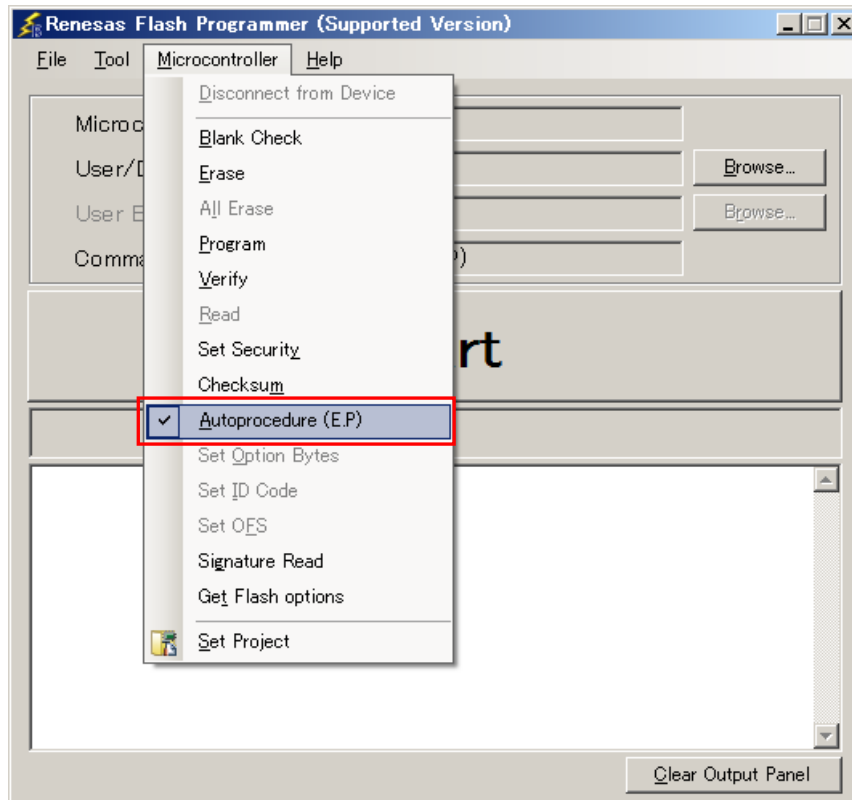 Renesas Flash Programmer (Supported Version)
File Tool Microcontroller Help
Disconnect from Device
Blank Check
Erase
All Erase
Program
Verify
Read
Set Security
Checksum
Autoprocedure (E.P)
Set Option Bytes
Set ID Code
Set OFS
Signature Read
Get Flash options
Set Project
Microc
User/D
Browse...
User B
Browse...
Comma
P)
rt
Clear Output Panel